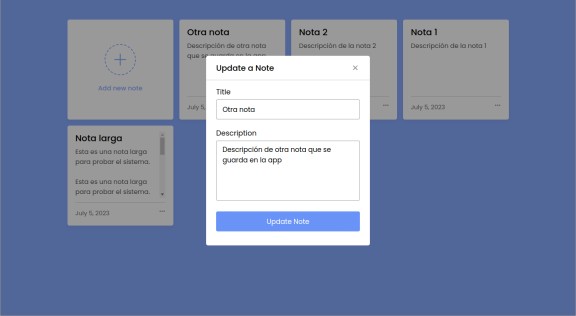 Add new note
Otra nota
Descripción de otra nota
que se
July 5,
Nota 2
Descripción de la nota 2
Nota 1
Descripción de la nota 1
July 5, 2023
Nota larga
Esta es una nota larga
para probar el sistema.
Esta es una nota larga
para probar el sistema.
July 5, 2023
Update a Note
Title
Otra nota
Description
Descripción de otra nota que se
guarda en la app
Update Note